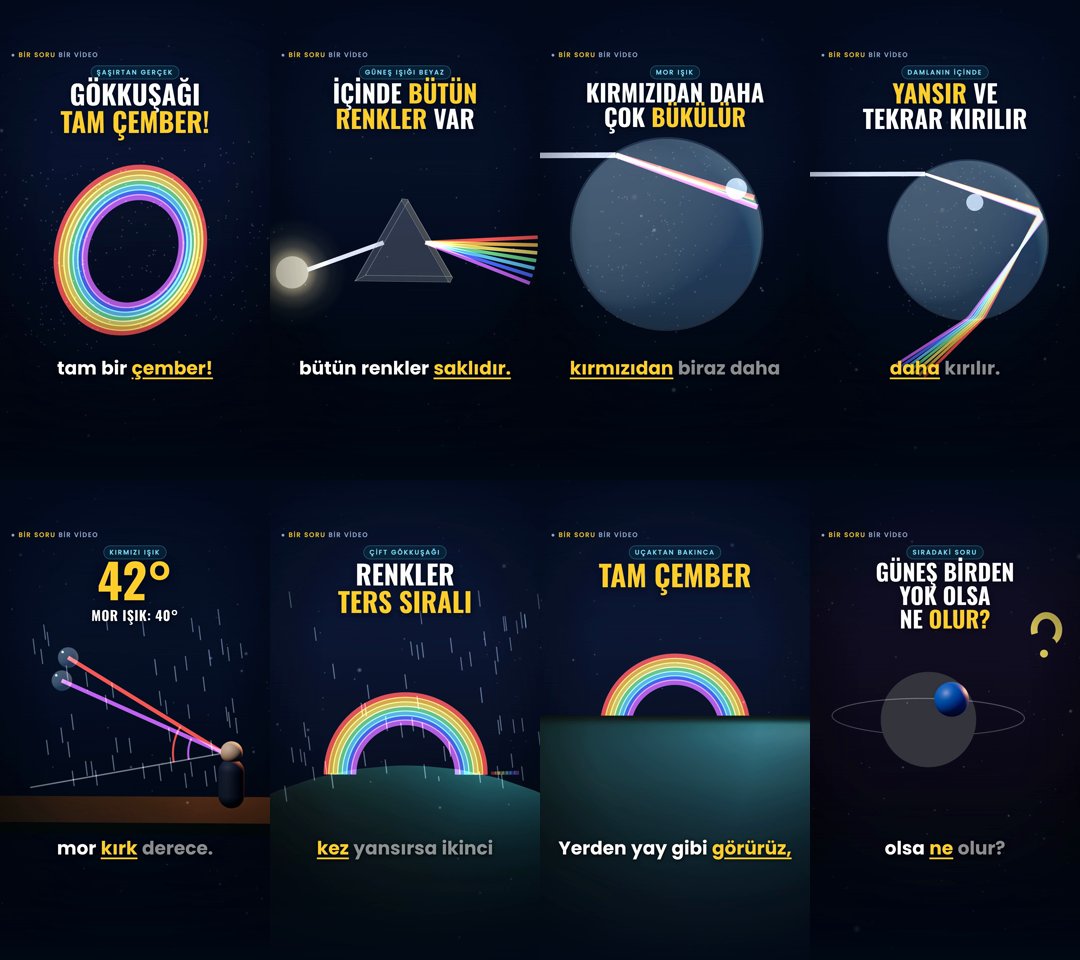 BİR SORU BİR VİDEO
ŞAŞIRTAN GERÇEK
GÖKKUŞAĞI
TAM ÇEMBER!
tam bir çember!
BİR SORU BİR VİDEO
GÜNEŞ IŞIĞI BEYAZ
İÇİNDE BÜTÜN
RENKLER VAR
bütün renkler saklıdır.
BİR SORU BİR VİDEO
MOR IŞIK
KIRMIZIDAN DAHA
ÇOK BÜKÜLÜR
kırmızıdan biraz daha
BİR SORU BİR VİDEO
DAMLANIN İÇİNDE
YANSIR VE
TEKRAR KIRILIR
daha kırılır.
BİR SORU BİR VİDEO
KIRMIZI IŞIK
42°
MOR IŞIK: 40°
mor kırk derece.
BİR SORU BİR VİDEO
ÇİFT GÖKKUŞAĞI
RENKLER
TERS SIRALI
kez yansırsa ikinci
BİR SORU BİR VİDEO
UÇAKTAN BAKINCA
TAM ÇEMBER
Yerden yay gibi görürüz,
BİR SORU BİR VİDEO
SIRADAKİ SORU
GÜNEŞ BİRDEN
YOK OLSA
NE OLUR?
?
olsa ne olur?